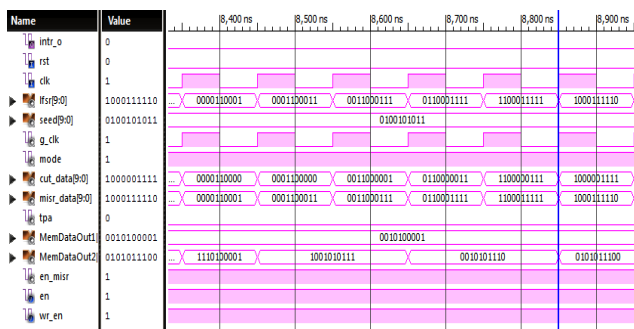 Name Value 8,400 ns 8,500 ns 8,600 ns 8,700 ns 8,800 ns 8,900 ns
intr_o 0
rst 0
clk 1
lfsr[9:0] 1000111110 ... 0000110001 0001100011 0011000111 0110001111 1100011111 1000111110
seed[9:0] 0100101011 0100101011
g_clk 1
mode 1
cut_data[9:0] 1000001111 ... 0000110000 0001100000 0011000001 0110000011 1100000111 1000001111
misr_data[9:0] 1000111110 ... 0000110001 0001100011 0011000111 0110001111 1100011111 1000111110
tpa 0
MemDataOut1[ 0010100001 0010100001
MemDataOut2[ 0101011100 ... 1110100001 1001010111 0010101110 0101011100
en_misr 1
en 1
wr_en 1